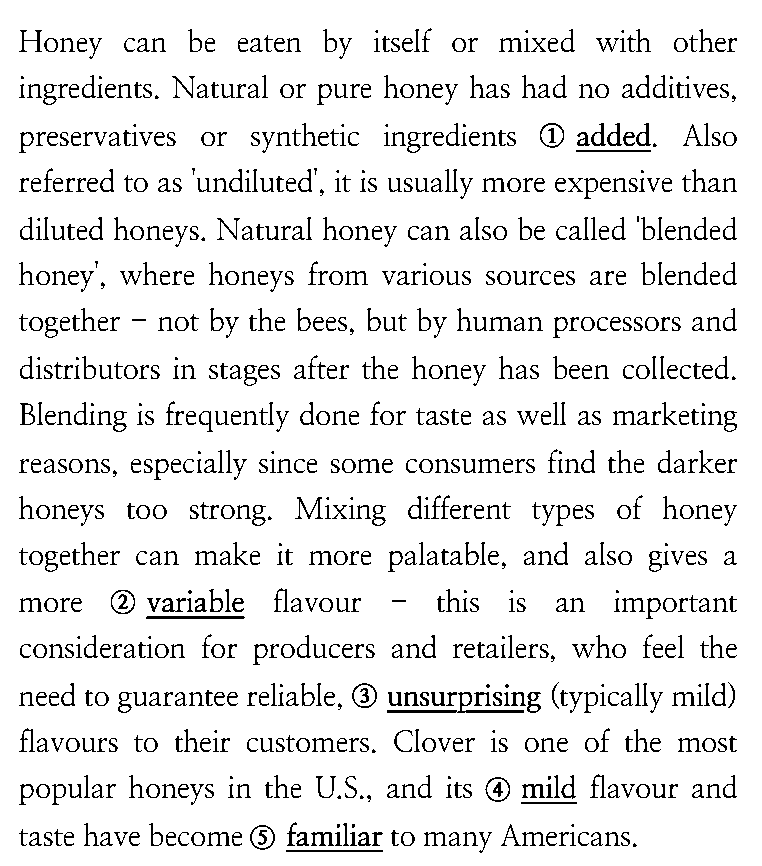 Honey can be eaten by itself or mixed with other
ingredients. Natural or pure honey has had no additives,
preservatives or synthetic ingredients ① added. Also
referred to as 'undiluted', it is usually more expensive than
diluted honeys. Natural honey can also be called 'blended
honey', where honeys from various sources are blended
together - not by the bees, but by human processors and
distributors in stages after the honey has been collected.
Blending is frequently done for taste as well as marketing
reasons, especially since some consumers find the darker
honeys too strong. Mixing different types of honey
together can make it more palatable, and also gives a
more ② variable flavour - this is an important
consideration for producers and retailers, who feel the
need to guarantee reliable, ③ unsurprising (typically mild)
flavours to their customers. Clover is one of the most
popular honeys in the U.S., and its ④ mild flavour and
taste have become ⑤ familiar to many Americans.